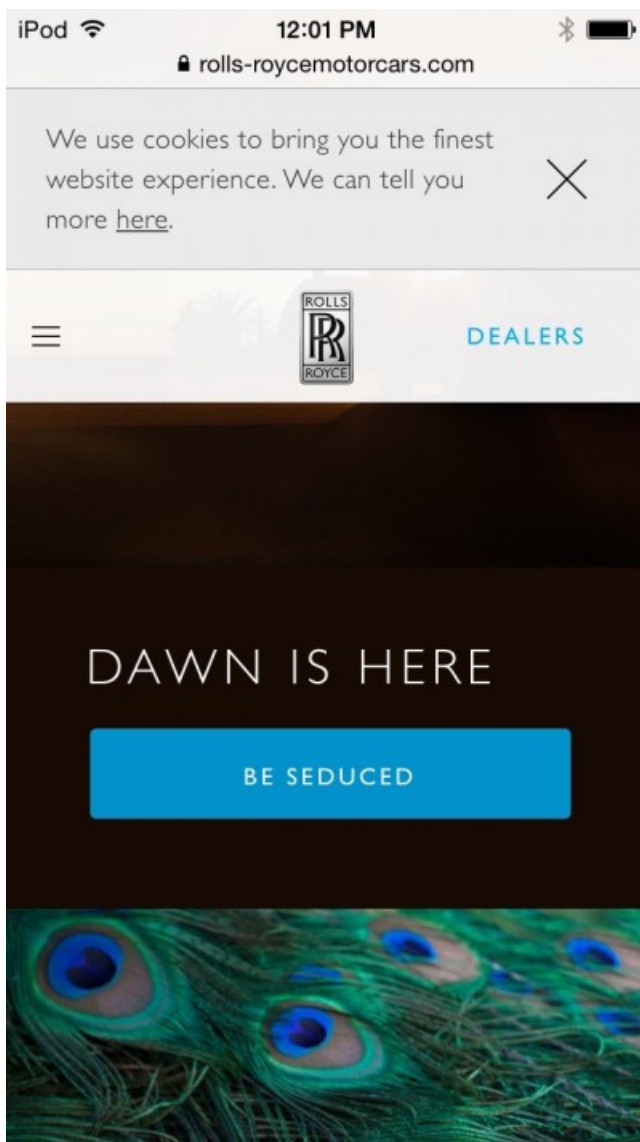 iPod 12:01 PM
rolls-roycemotorcars.com
We use cookies to bring you the finest
website experience. We can tell you
more here.
ROLLS
RR
ROYCE
DEALERS
DAWN IS HERE
BE SEDUCED